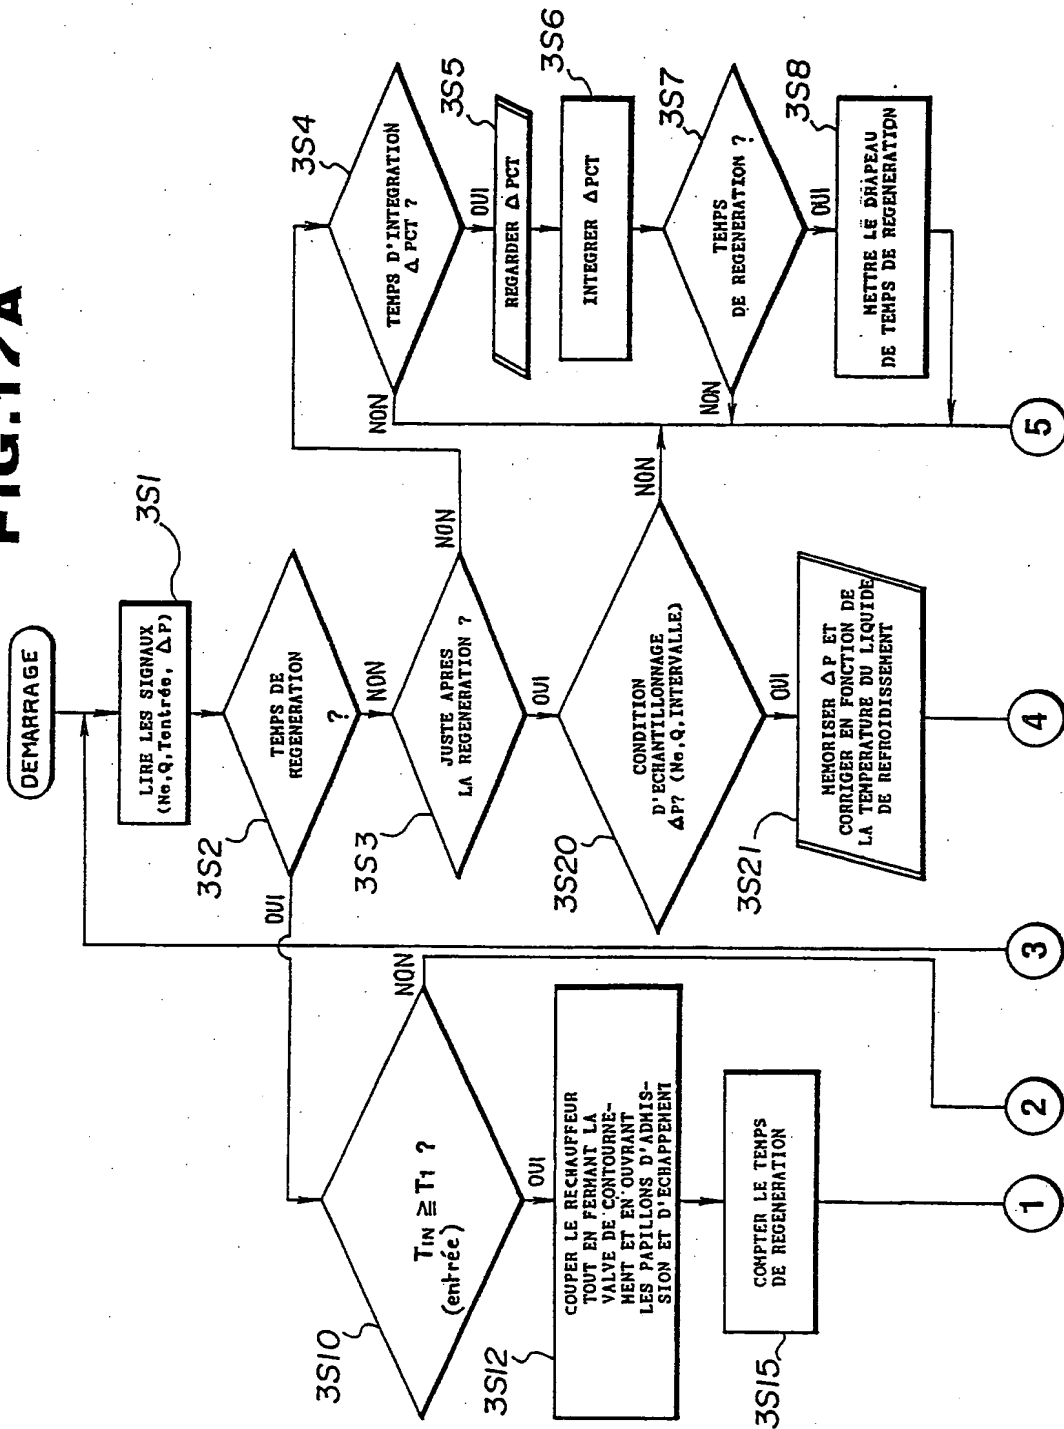 FIG.17A
DEMARRAGE
3S1
LIRE LES SIGNAUX
(Ne,Q,Tentrée, ΔP)
3S2
TEMPS DE
REGENERATION
?
OUI
NON
3S3
JUSTE APRES
LA REGENERATION ?
NON
OUI
3S4
TEMPS D'INTEGRATION
Δ PCT ?
NON
OUI
3S5
REGARDER Δ PCT
3S6
INTEGRER ΔPCT
3S7
TEMPS
DE REGENERATION ?
NON
OUI
3S8
METTRE LE DRAPEAU
DE TEMPS DE REGENERATION
3S20
CONDITION
D'ECHANTILLONNAGE
ΔP? (Ne,Q,INTERVALLE)
NON
OUI
3S21
MEMORISER ΔP ET
CORRIGER EN FONCTION DE
LA TEMPERATURE DU LIQUIDE
DE REFROIDISSEMENT
3S10
TIN ≧ T1 ?
(entrée)
NON
OUI
3S12
COUPER LE RECHAUFFEUR
TOUT EN FERMANT LA
VALVE DE CONTOURNE-
MENT ET EN OUVRANT
LES PAPILLONS D'ADMIS-
SION ET D'ECHAPPEMENT
3S15
COMPTER LE TEMPS
DE REGENERATION
1
2
3
4
5